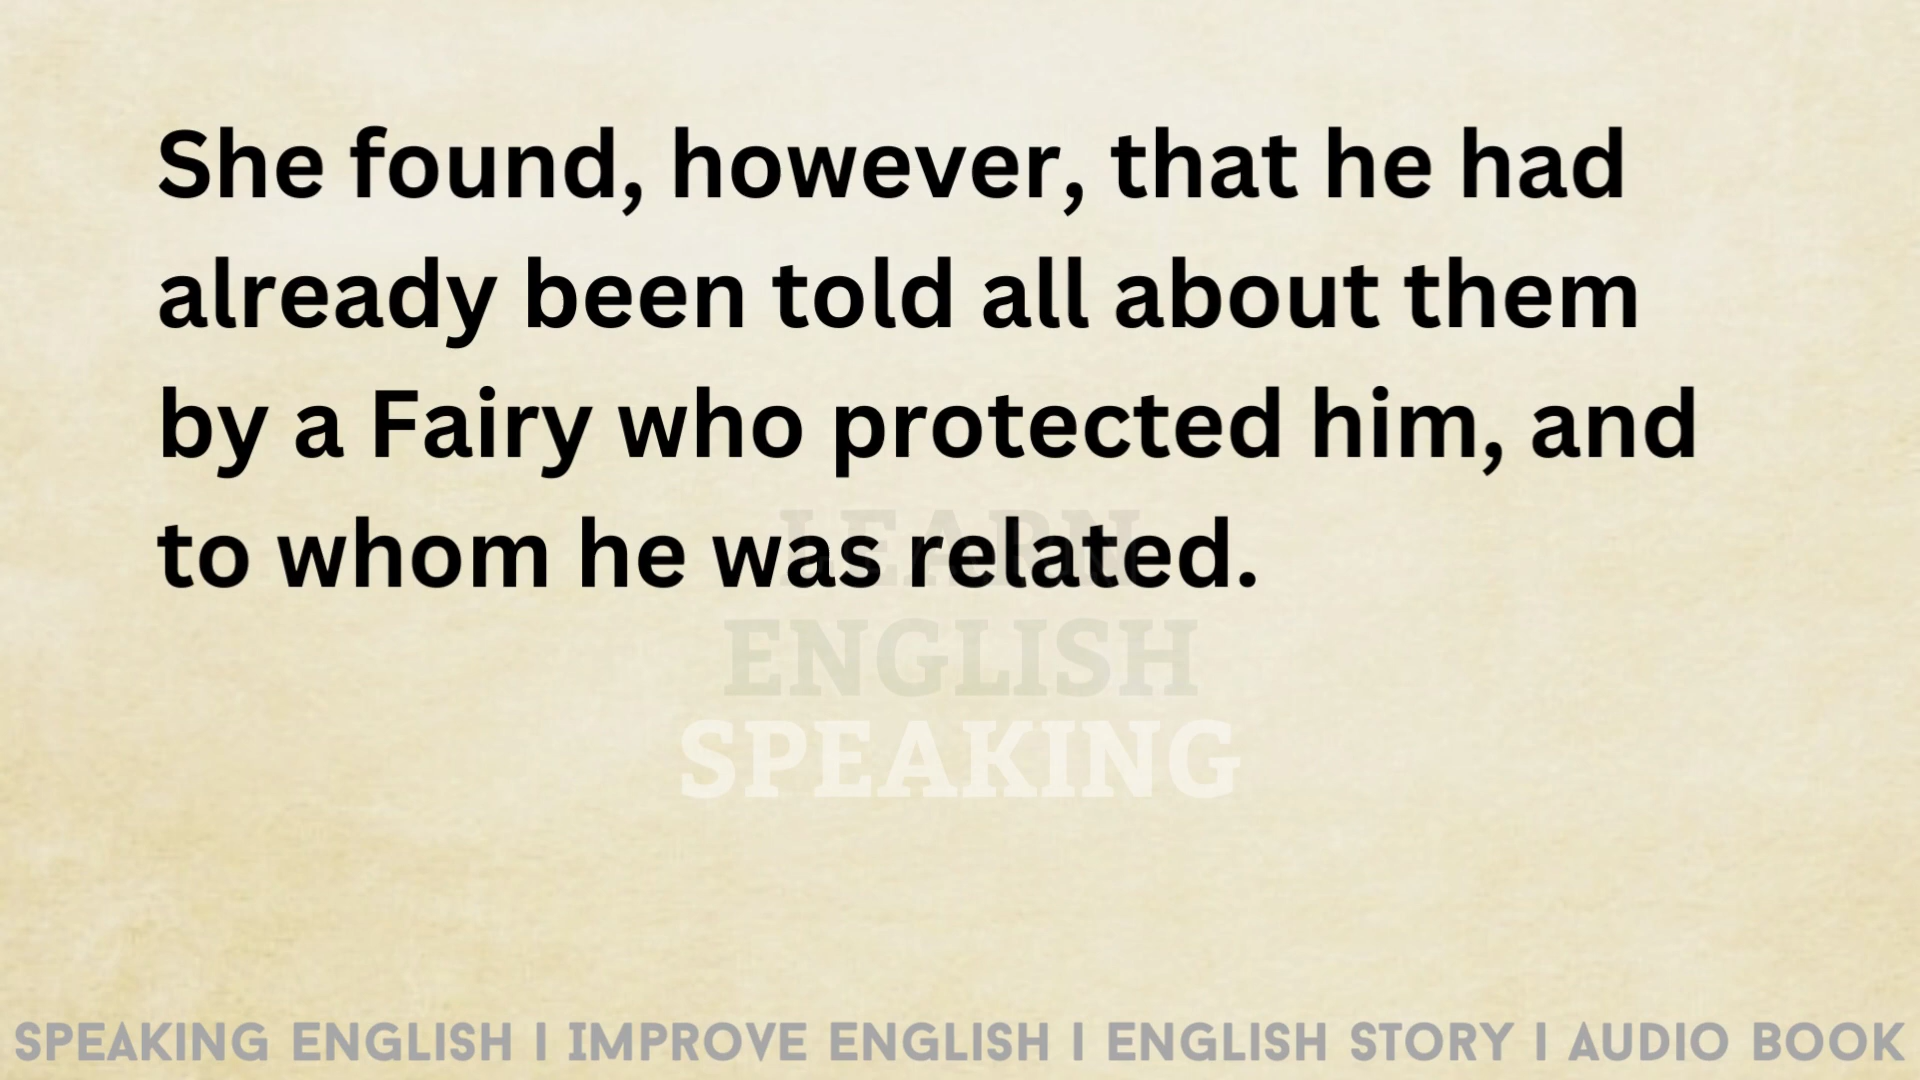 She found, however, that he had
already been told all about them
by a Fairy who protected him, and
to whom he was related.
LEARN
ENGLISH
SPEAKING
SPEAKING ENGLISH | IMPROVE ENGLISH | ENGLISH STORY | AUDIO BOOK